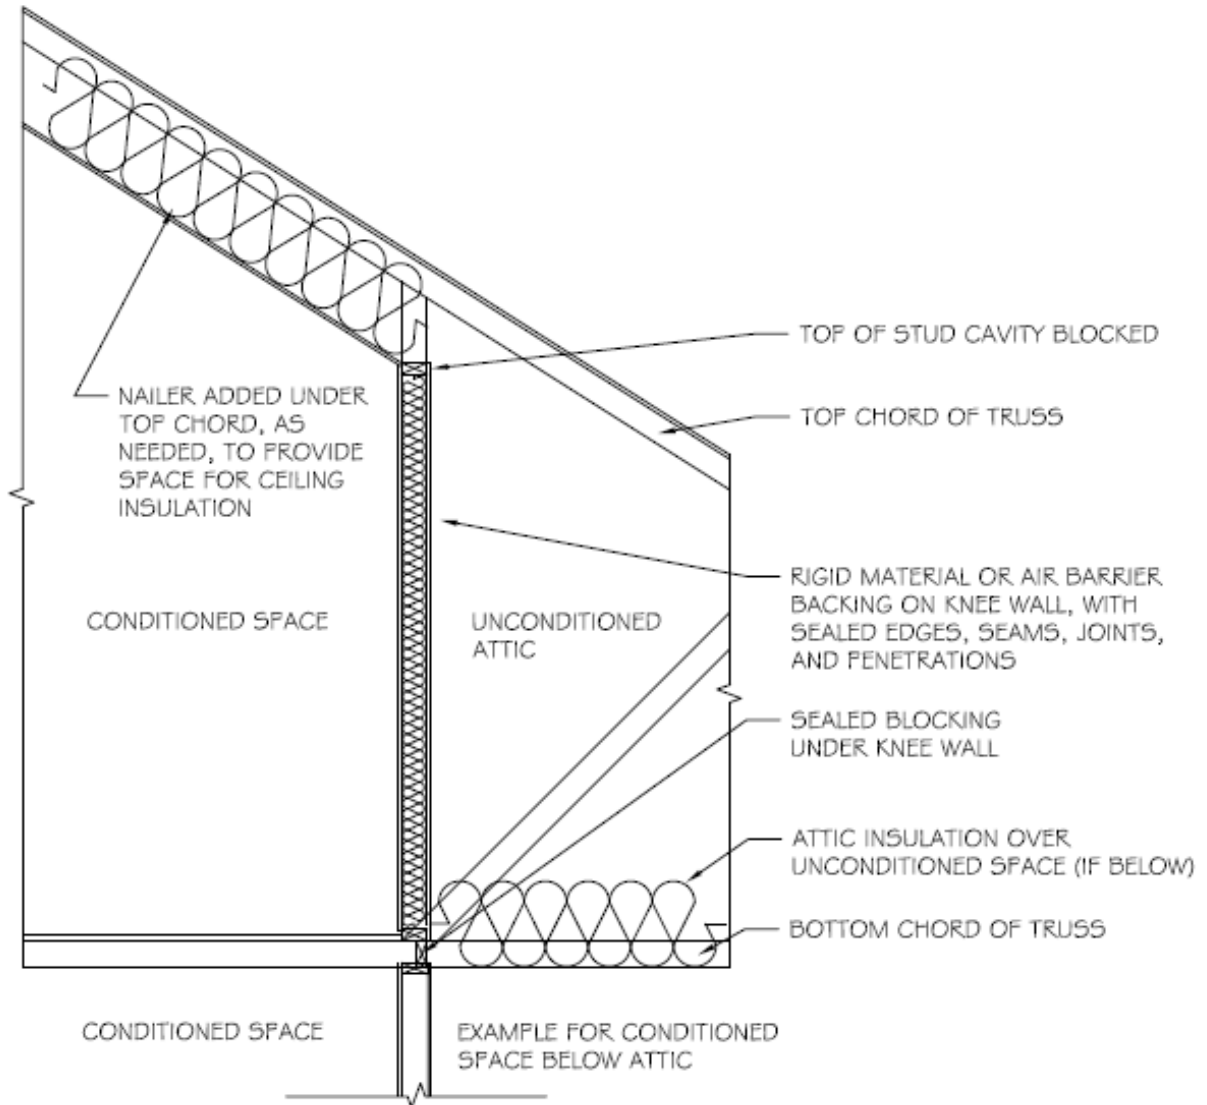 TOP OF STUD CAVITY BLOCKED
NAILER ADDED UNDER
TOP CHORD, AS
NEEDED, TO PROVIDE
SPACE FOR CEILING
INSULATION
TOP CHORD OF TRUSS
RIGID MATERIAL OR AIR BARRIER
BACKING ON KNEE WALL, WITH
SEALED EDGES, SEAMS, JOINTS,
AND PENETRATIONS
CONDITIONED SPACE
UNCONDITIONED
ATTIC
SEALED BLOCKING
UNDER KNEE WALL
ATTIC INSULATION OVER
UNCONDITIONED SPACE (IF BELOW)
BOTTOM CHORD OF TRUSS
CONDITIONED SPACE
EXAMPLE FOR CONDITIONED
SPACE BELOW ATTIC